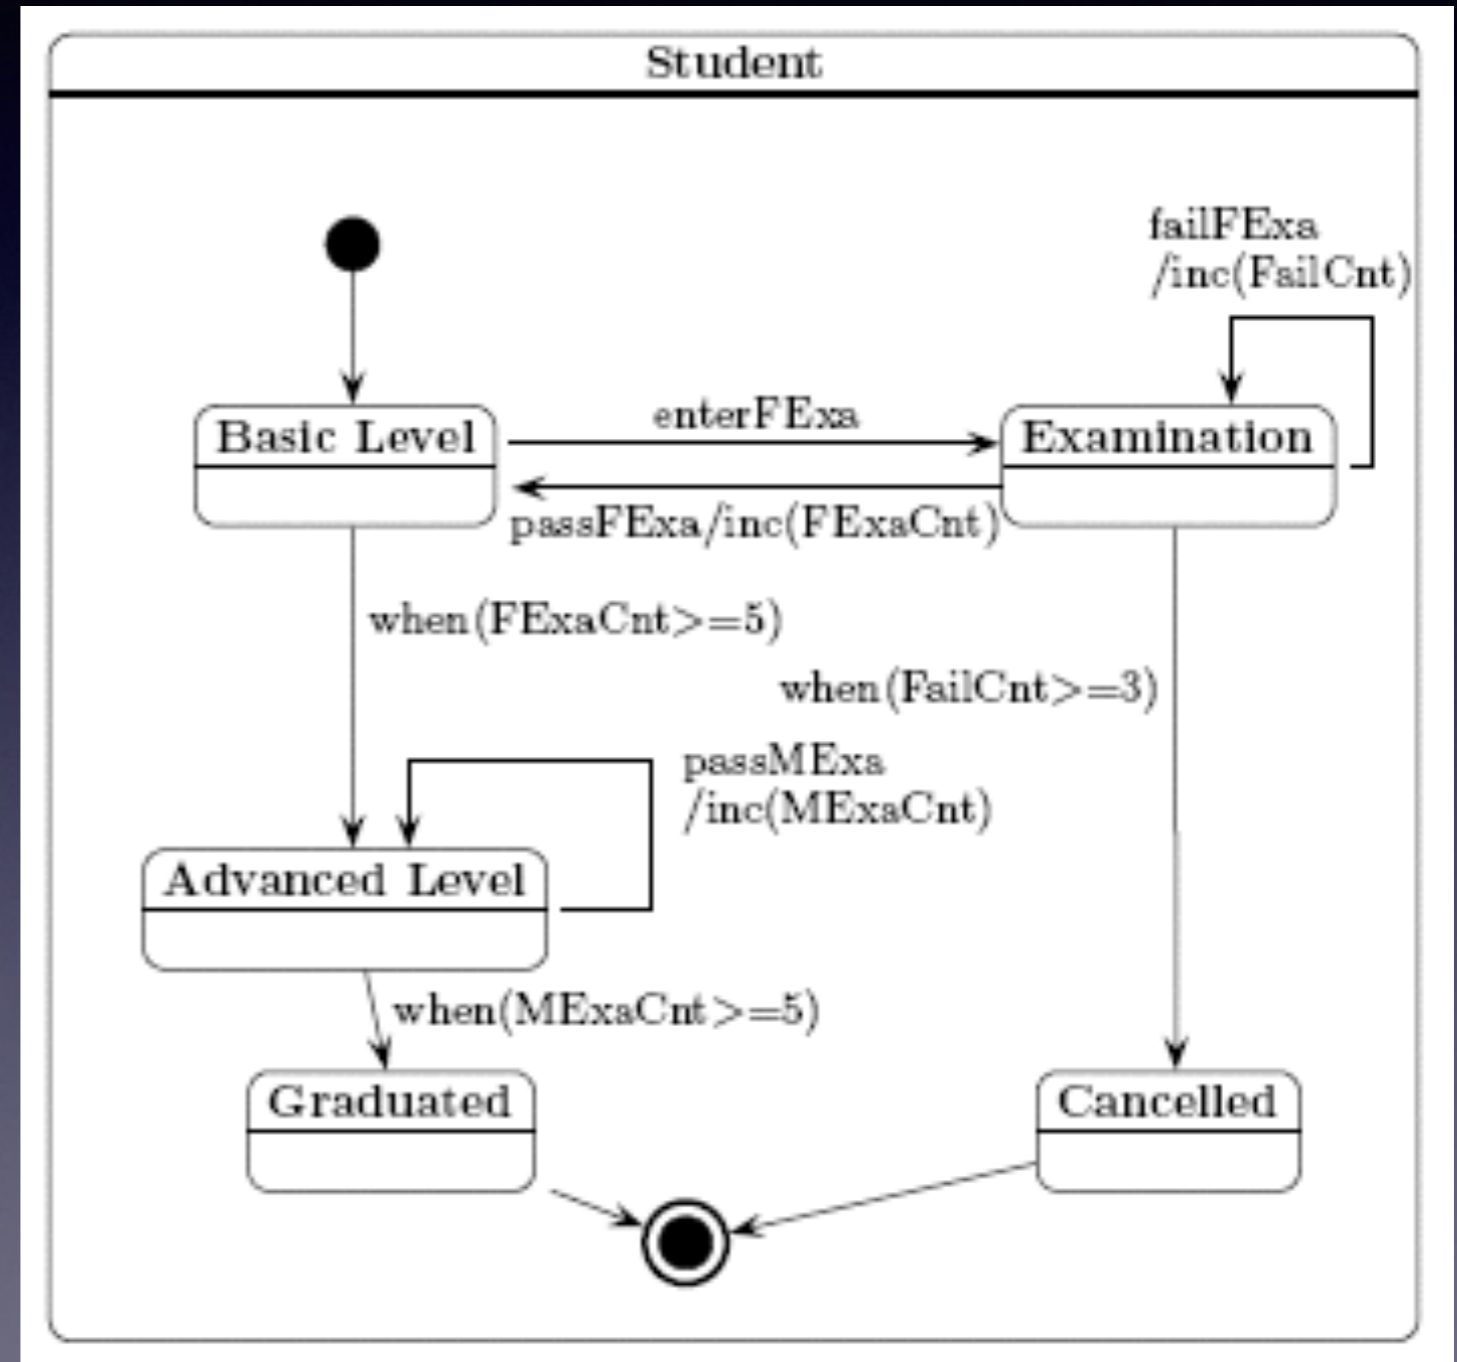 Student
failFExa
/inc(FailCnt)
Basic Level
enterFExa
Examination
passFExa/inc(FExaCnt)
when(FExaCnt>=5)
when(FailCnt>=3)
passMExa
/inc(MExaCnt)
Advanced Level
when(MExaCnt>=5)
Graduated
Cancelled